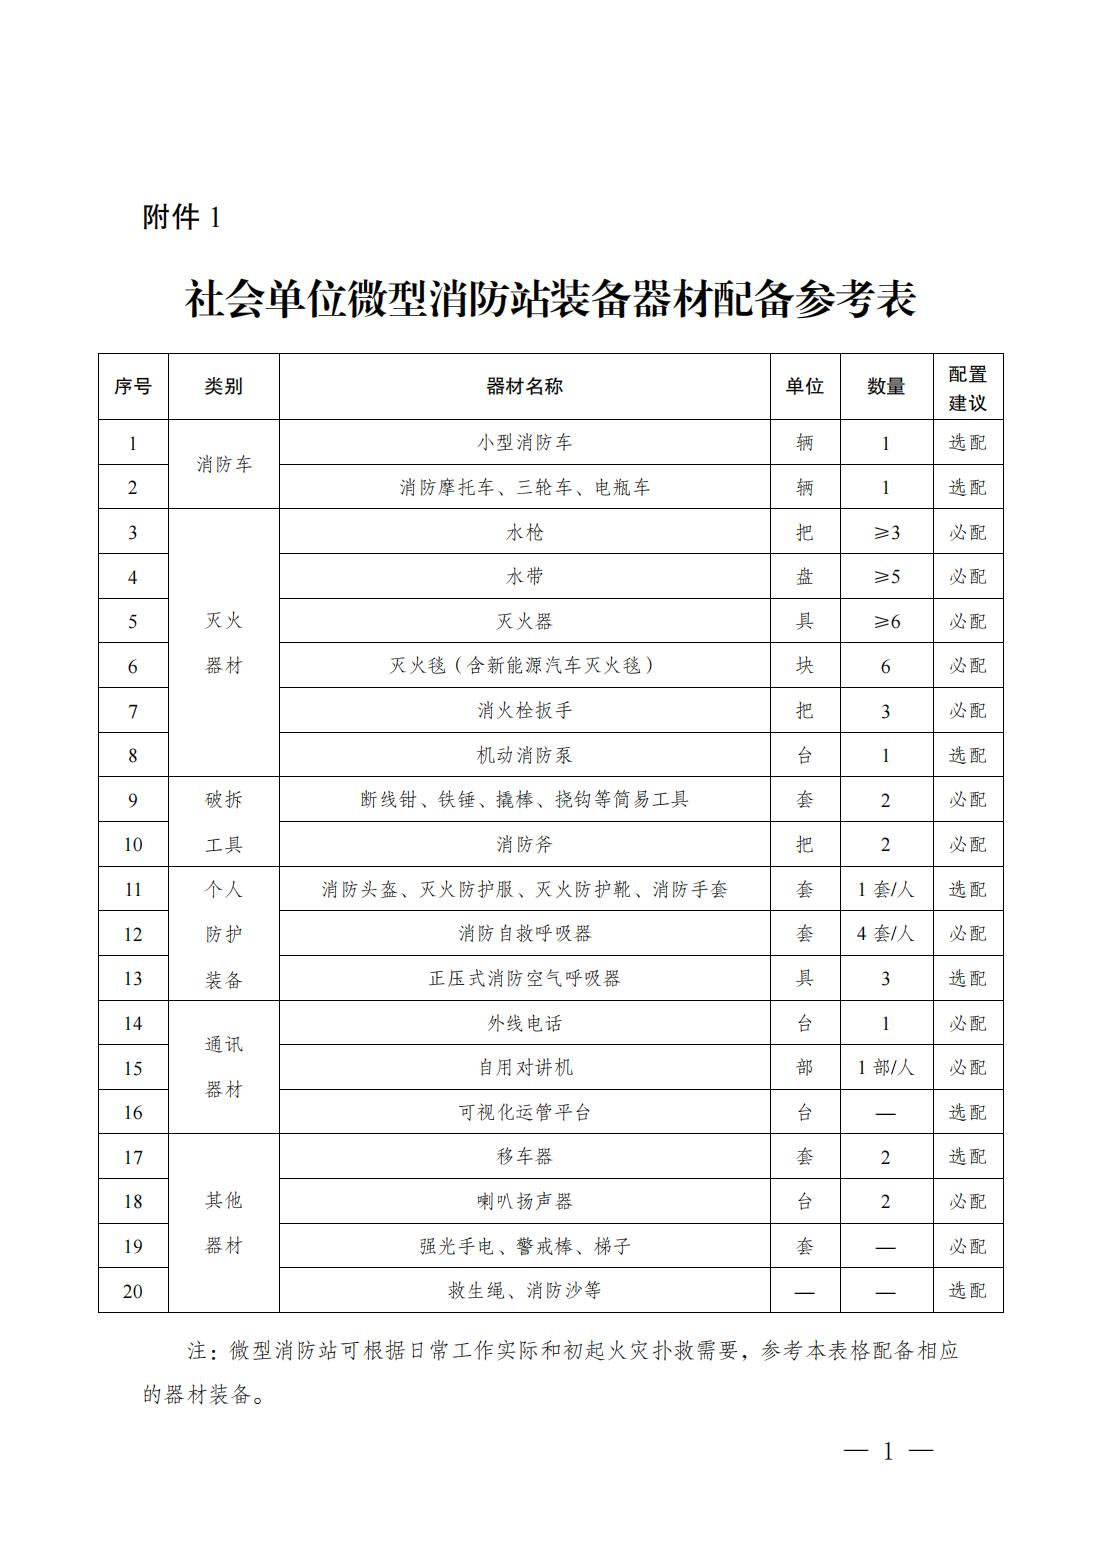 附件 1
社会单位微型消防站装备器材配备参考表
序号 类别 器材名称 单位 数量 配置建议
1 消防车 小型消防车 辆 1 选配
2 消防摩托车、三轮车、电瓶车 辆 1 选配
3 灭火器材 水枪 把 ≥3 必配
4 水带 盘 ≥5 必配
5 灭火器 具 ≥6 必配
6 灭火毯（含新能源汽车灭火毯） 块 6 必配
7 消火栓扳手 把 3 必配
8 机动消防泵 台 1 选配
9 破拆工具 断线钳、铁锤、撬棒、挠钩等简易工具 套 2 必配
10 消防斧 把 2 必配
11 个人防护装备 消防头盔、灭火防护服、灭火防护靴、消防手套 套 1 套/人 选配
12 消防自救呼吸器 套 4 套/人 必配
13 正压式消防空气呼吸器 具 3 选配
14 通讯器材 外线电话 台 1 必配
15 自用对讲机 部 1 部/人 必配
16 可视化运管平台 台 — 选配
17 其他器材 移车器 套 2 选配
18 喇叭扬声器 台 2 必配
19 强光手电、警戒棒、梯子 套 — 必配
20 救生绳、消防沙等 — — 选配
注：微型消防站可根据日常工作实际和初起火灾扑救需要，参考本表格配备相应
的器材装备。
— 1 —